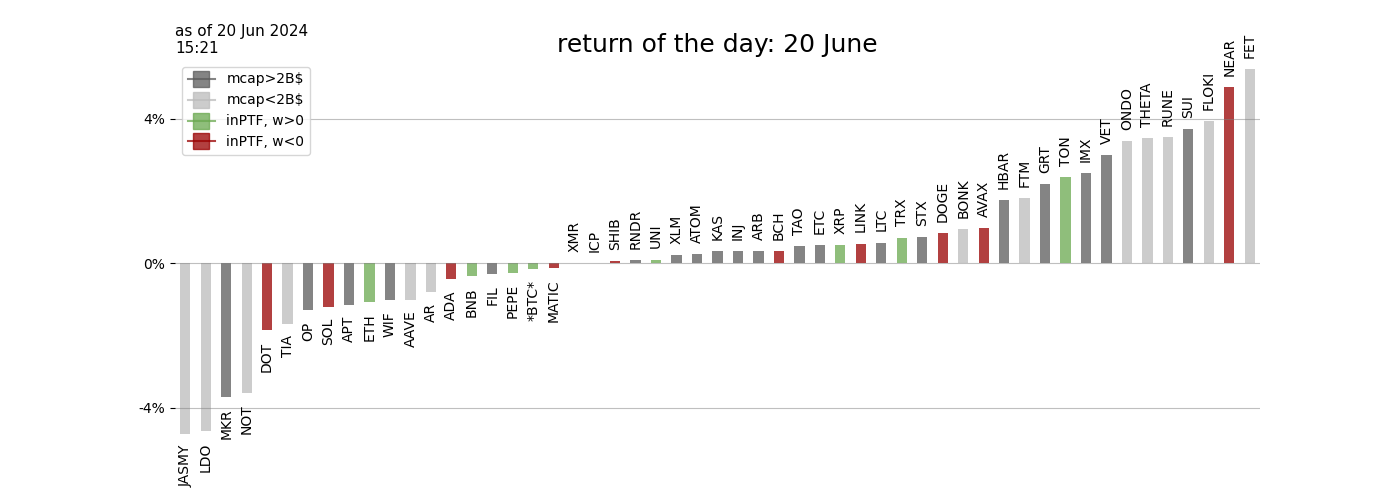 as of 20 Jun 2024
15:21
return of the day: 20 June
mcap>2B$
mcap<2B$
inPTF, w>0
inPTF, w<0
4%
0%
-4%
JASMY
LDO
MKR
NOT
DOT
TIA
OP
SOL
APT
ETH
WIF
AAVE
AR
ADA
BNB
FIL
PEPE
*BTC*
MATIC
XMR
ICP
SHIB
RNDR
UNI
XLM
ATOM
KAS
INJ
ARB
BCH
TAO
ETC
XRP
LINK
LTC
TRX
STX
DOGE
BONK
AVAX
HBAR
FTM
GRT
TON
IMX
VET
ONDO
THETA
RUNE
SUI
FLOKI
NEAR
FET